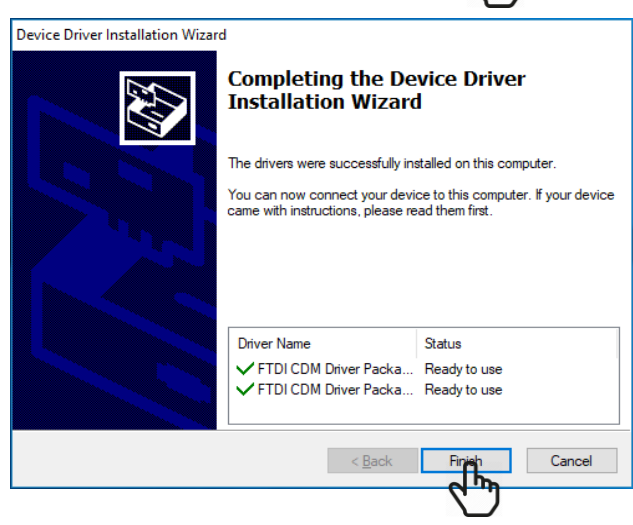 Device Driver Installation Wizard
Completing the Device Driver
Installation Wizard
The drivers were successfully installed on this computer.
You can now connect your device to this computer. If your device
came with instructions, please read them first.
Driver Name Status
FTDI CDM Driver Packa... Ready to use
FTDI CDM Driver Packa... Ready to use
< Back Finish Cancel